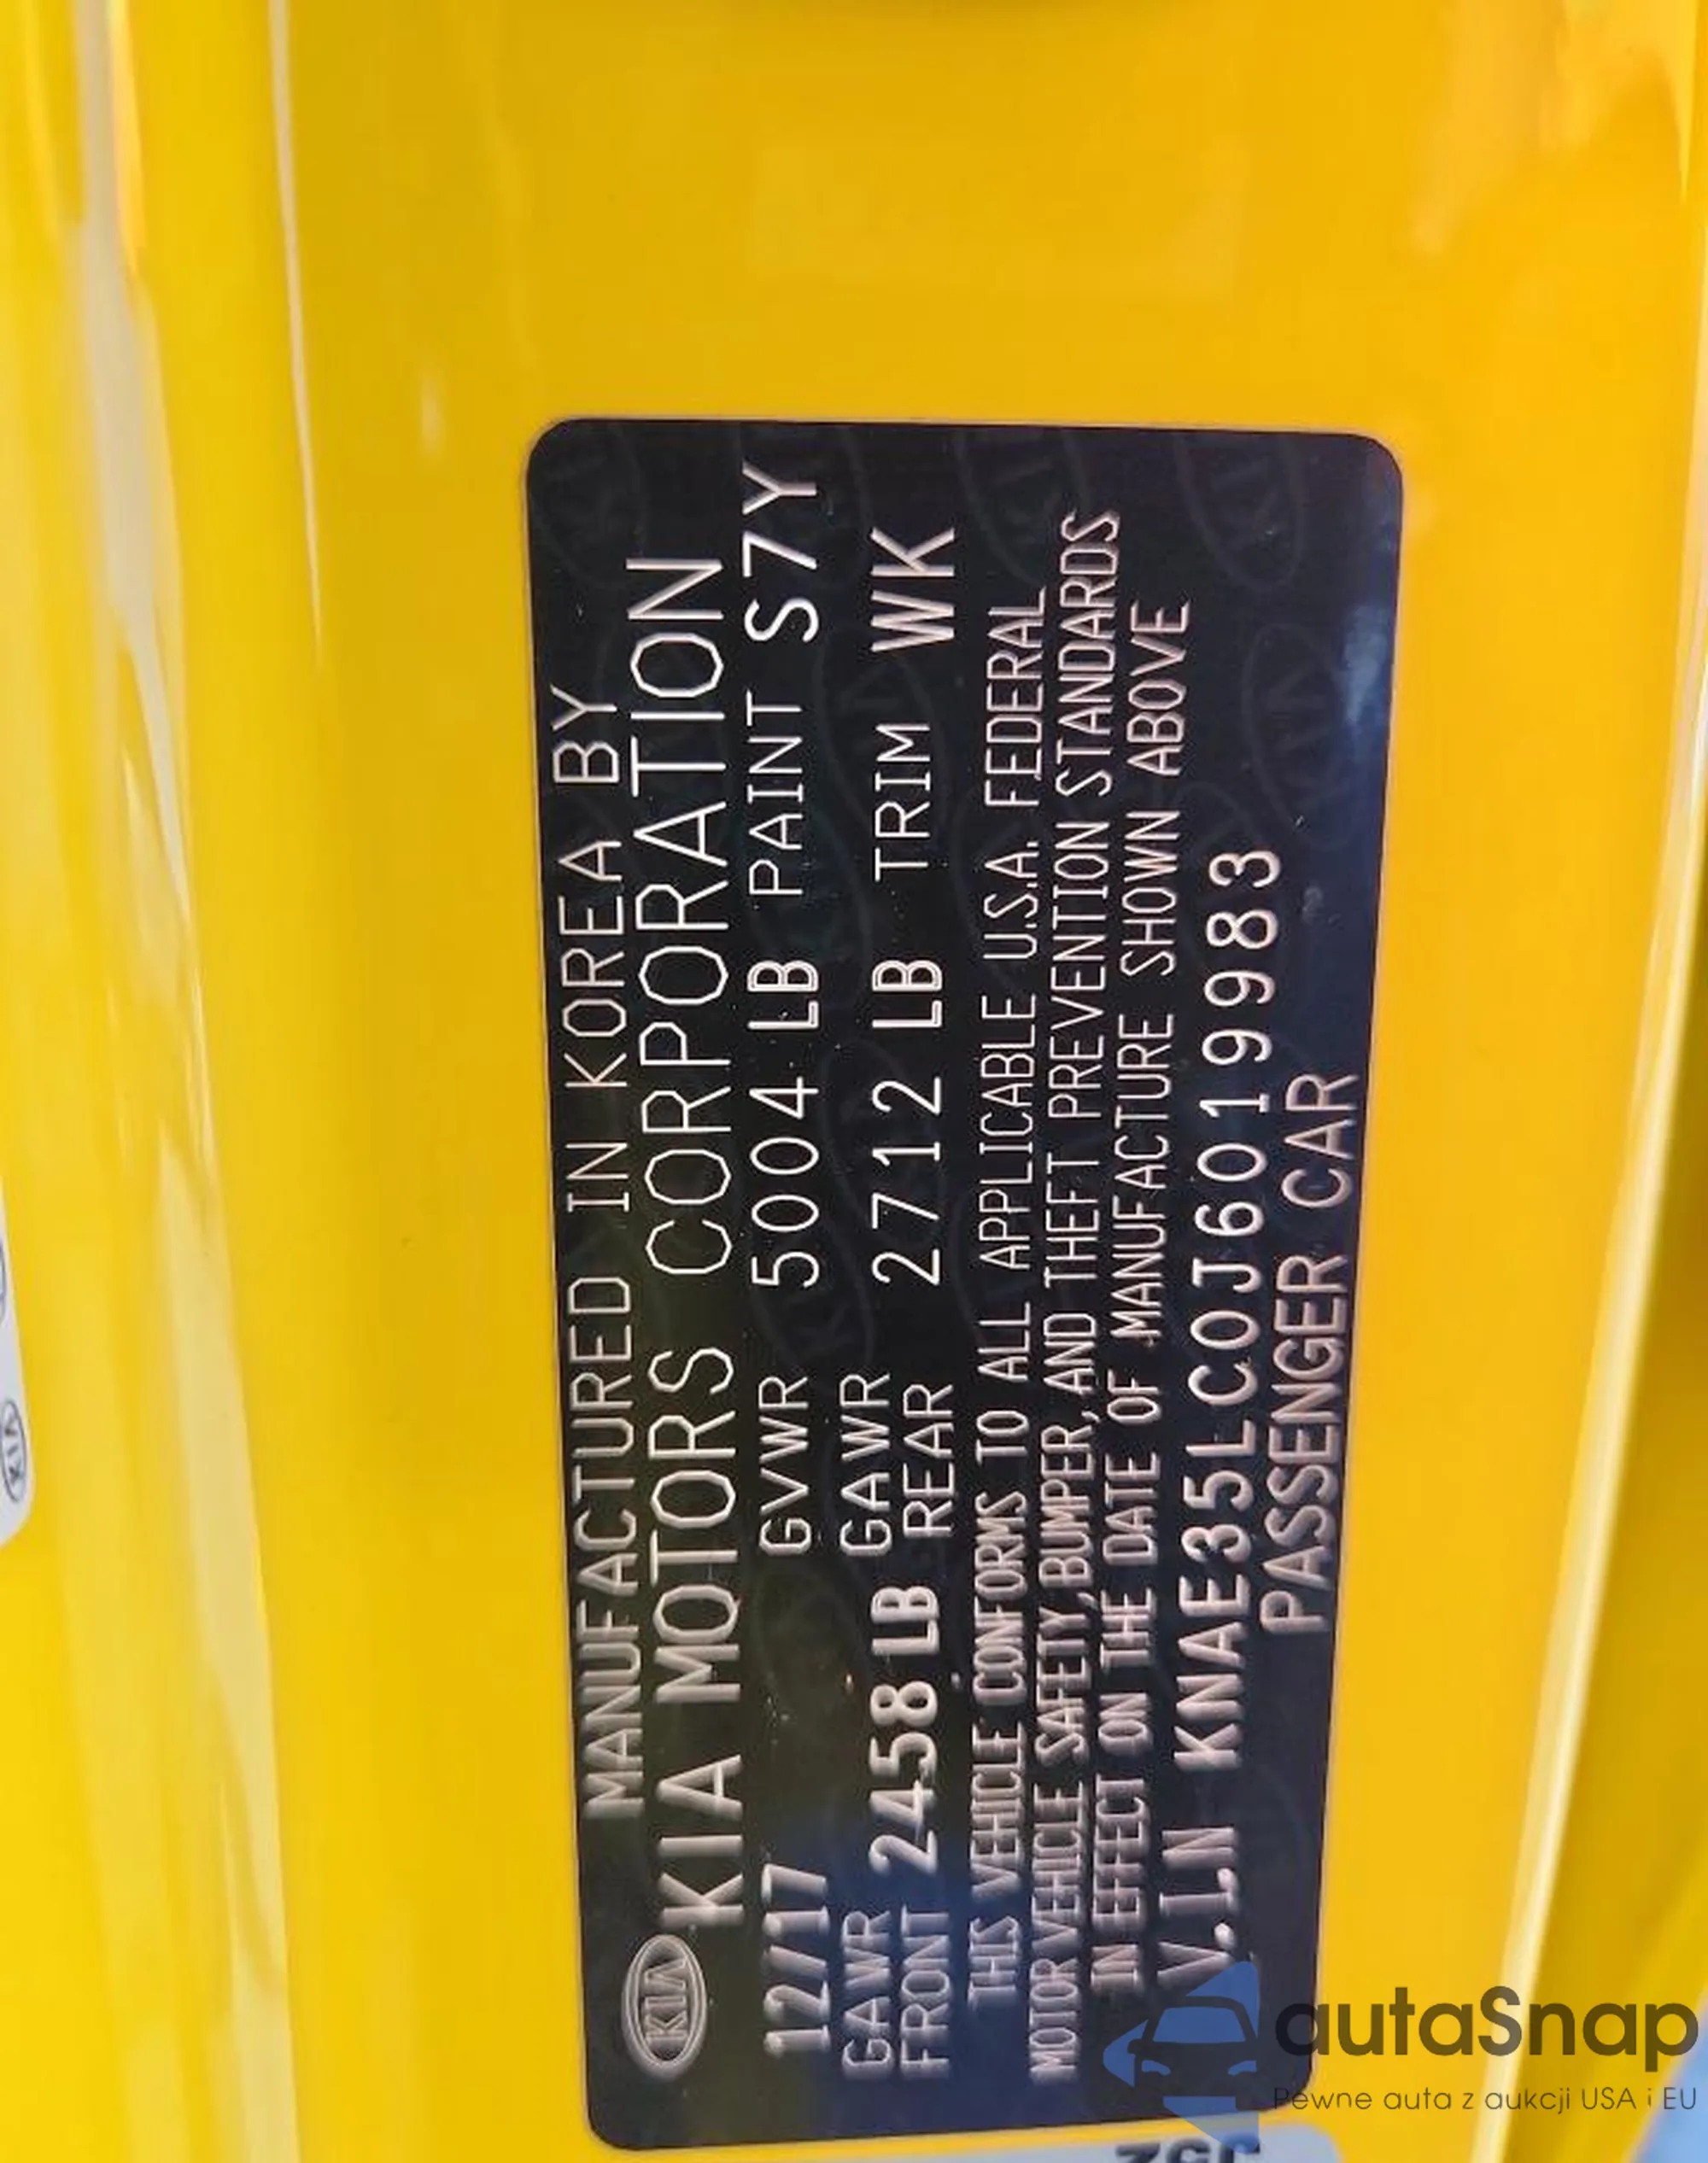 MANUFACTURED IN KOREA BY
KIA KIA MOTORS CORPORATION
12/17 GVWR 5004 LB PAINT S7Y
GAWR FRONT 2458 LB GAWR REAR 2712 LB TRIM WK
THIS VEHICLE CONFORMS TO ALL APPLICABLE U.S.A. FEDERAL
MOTOR VEHICLE SAFETY, BUMPER, AND THEFT PREVENTION STANDARDS
IN EFFECT ON THE DATE OF MANUFACTURE SHOWN ABOVE
V.I.N KNAE35LC0J6019983
PASSENGER CAR
KIA
autaSnap
Pewne auta z aukcji USA i EU